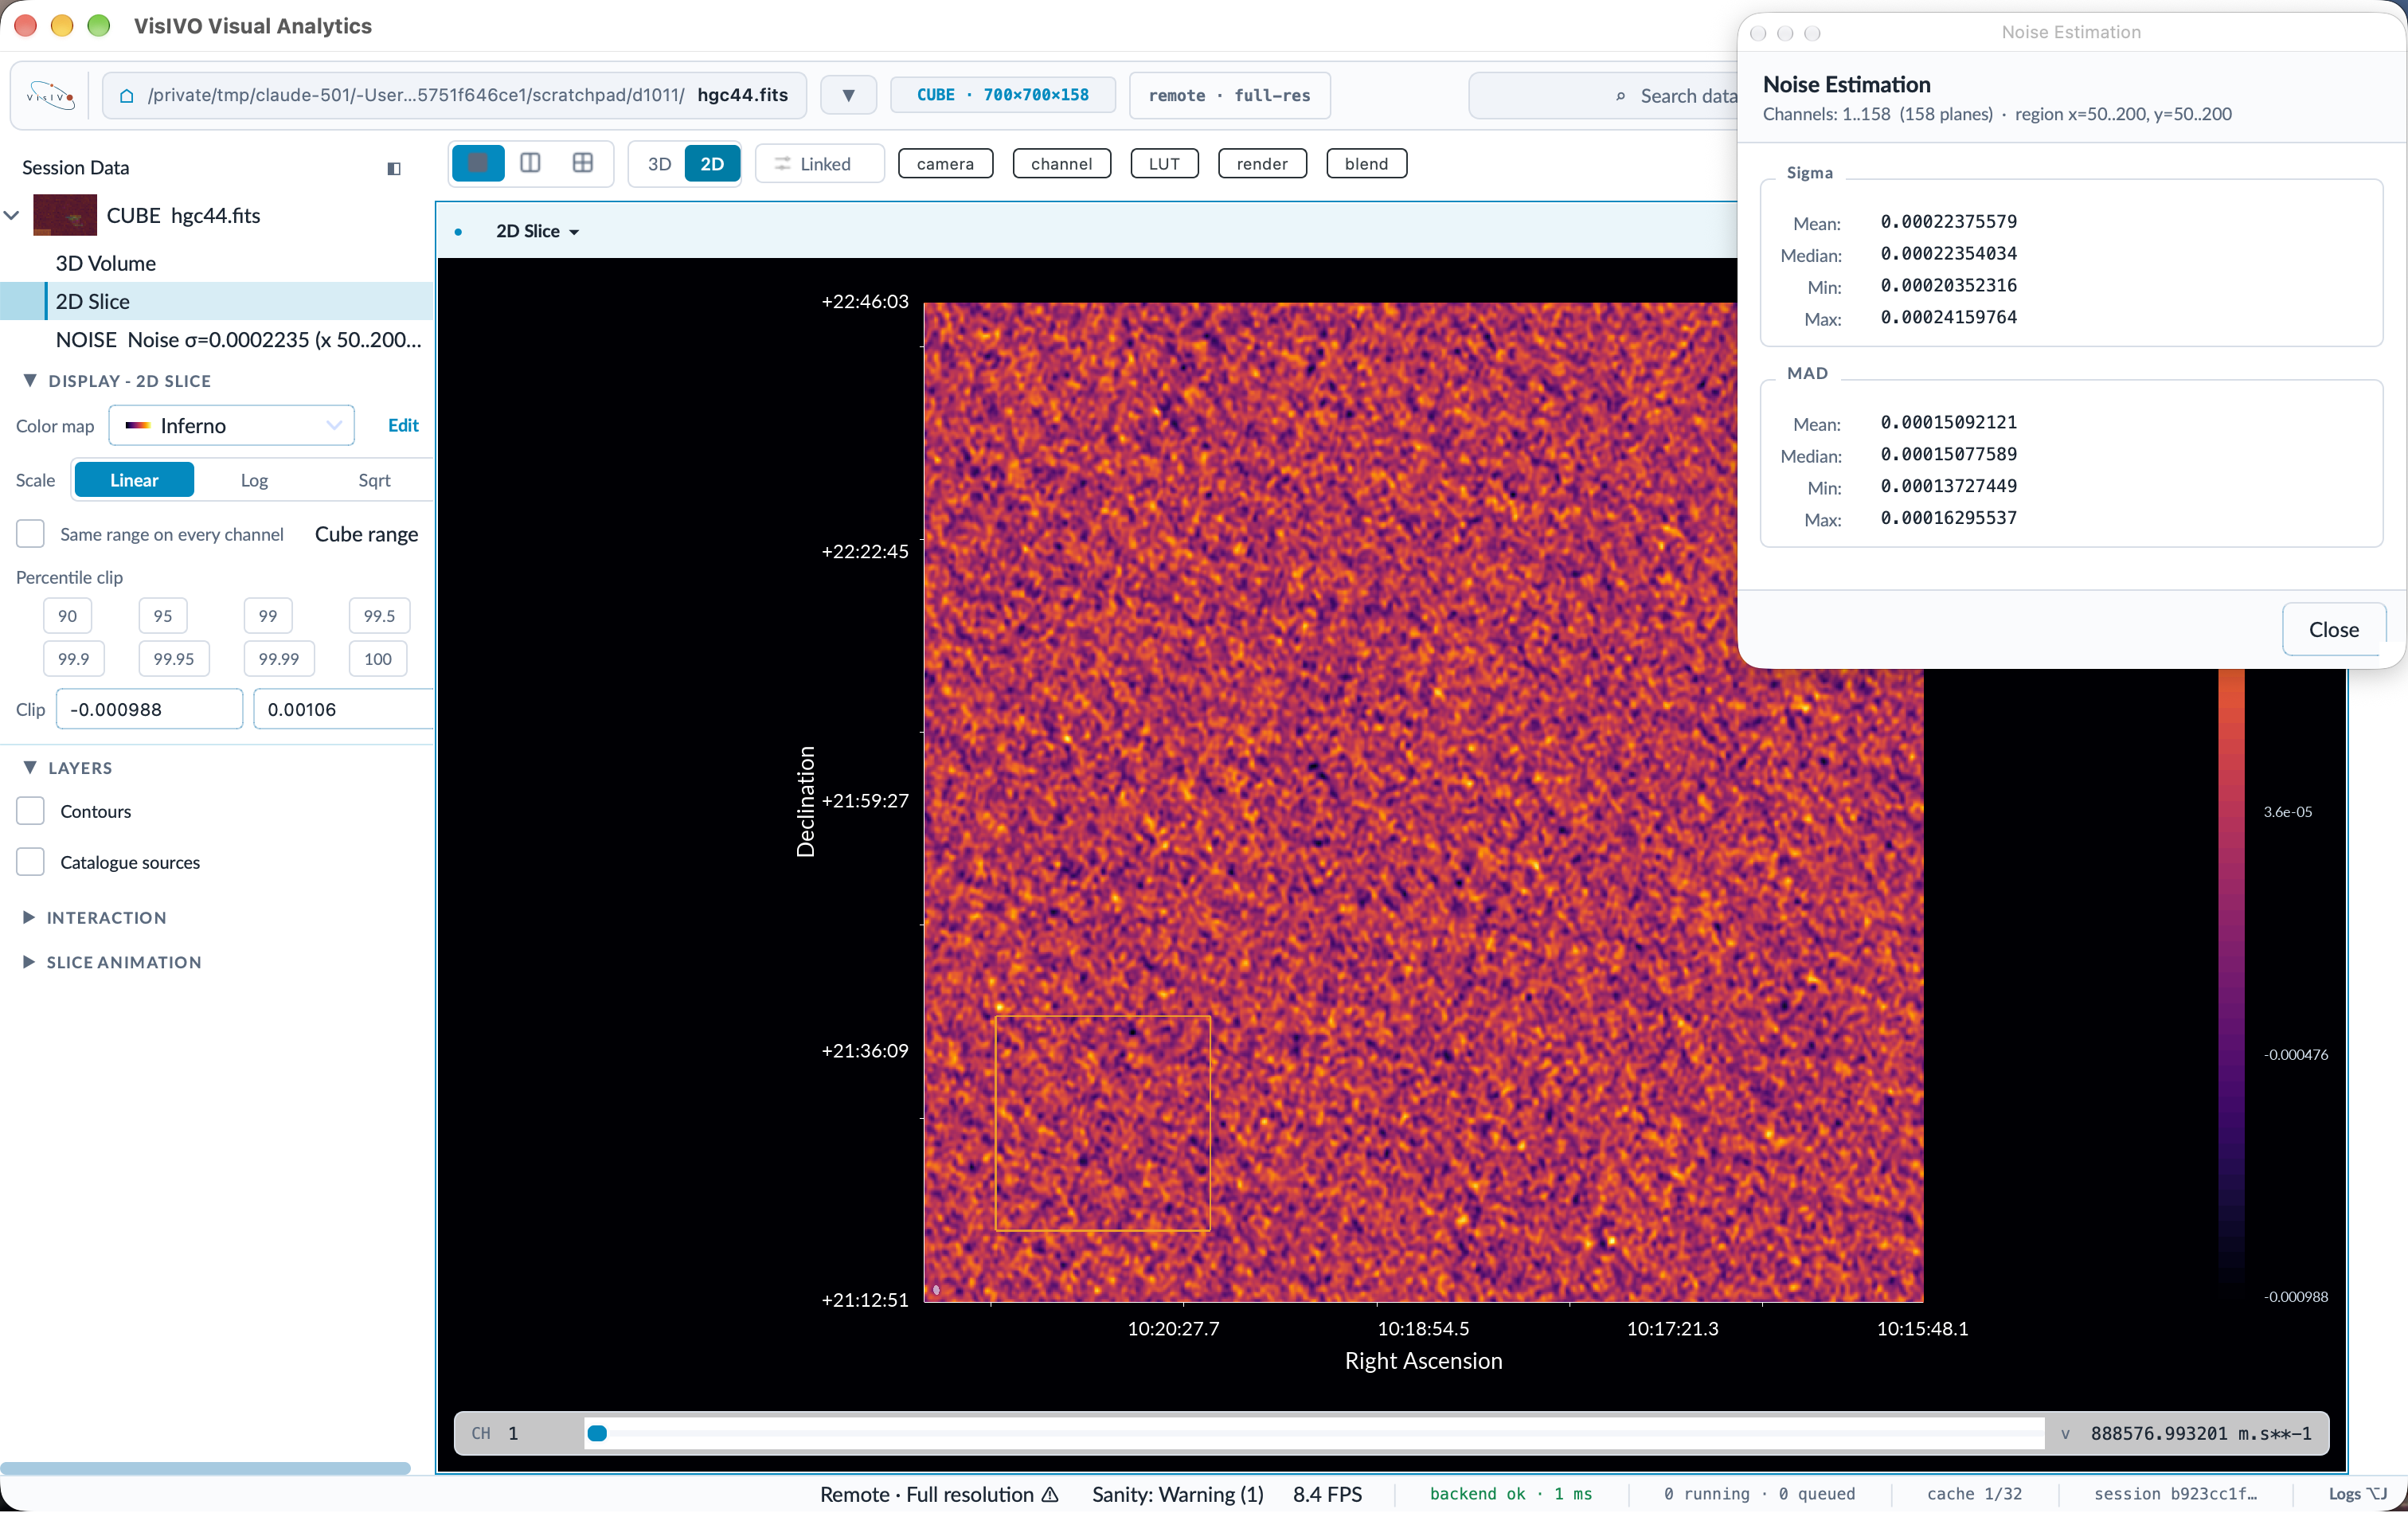 VisIVO Visual Analytics
VisIVO
/private/tmp/claude-501/-User...5751f646ce1/scratchpad/d1011/ hgc44.fits
▼
CUBE · 700×700×158
remote · full-res
Search data
Session Data
CUBE hgc44.fits
3D Volume
2D Slice
NOISE Noise σ=0.0002235 (x 50..200...
▼ DISPLAY - 2D SLICE
Color map
Inferno
Edit
Scale
Linear
Log
Sqrt
Same range on every channel
Cube range
Percentile clip
90
95
99
99.5
99.9
99.95
99.99
100
Clip
-0.000988
0.00106
▼ LAYERS
Contours
Catalogue sources
▶ INTERACTION
▶ SLICE ANIMATION
3D
2D
Linked
camera
channel
LUT
render
blend
2D Slice
+22:46:03
+22:22:45
+21:59:27
+21:36:09
+21:12:51
Declination
10:20:27.7
10:18:54.5
10:17:21.3
10:15:48.1
Right Ascension
3.6e-05
-0.000476
-0.000988
CH 1
v 888576.993201 m.s**-1
Noise Estimation
Noise Estimation
Channels: 1..158 (158 planes) · region x=50..200, y=50..200
Sigma
Mean: 0.00022375579
Median: 0.00022354034
Min: 0.00020352316
Max: 0.00024159764
MAD
Mean: 0.00015092121
Median: 0.00015077589
Min: 0.00013727449
Max: 0.00016295537
Close
Remote · Full resolution ⚠
Sanity: Warning (1)
8.4 FPS
backend ok · 1 ms
0 running · 0 queued
cache 1/32
session b923cc1f…
Logs ⌥J